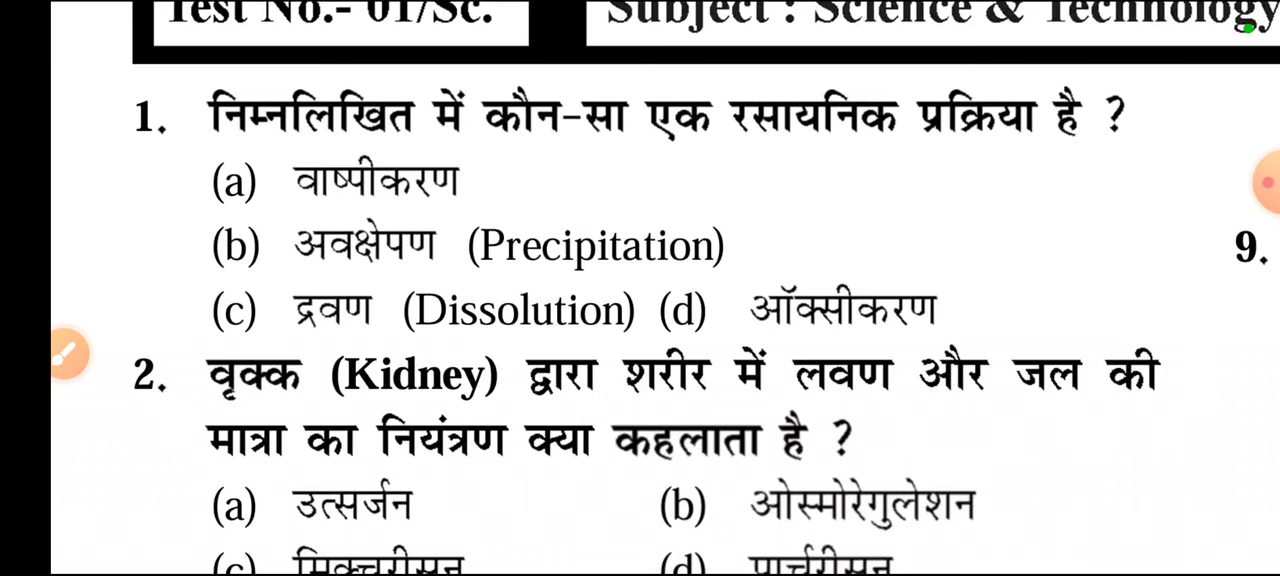 Test No.- 01/Sc.
Subject : Science & Technology
1. निम्नलिखित में कौन-सा एक रसायनिक प्रक्रिया है ?
(a) वाष्पीकरण
(b) अवक्षेपण (Precipitation)
(c) द्रवण (Dissolution) (d) ऑक्सीकरण
9.
2. वृक्क (Kidney) द्वारा शरीर में लवण और जल की
मात्रा का नियंत्रण क्या कहलाता है ?
(a) उत्सर्जन (b) ओस्मोरेगुलेशन
(c) मिक्चुरीसन (d)